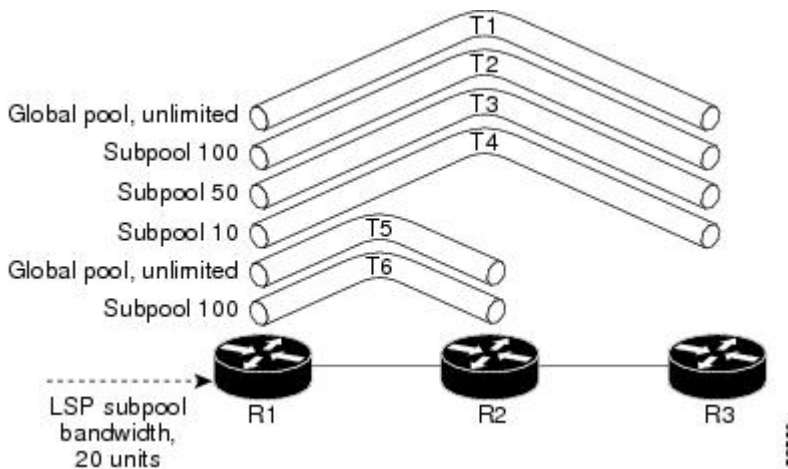 T1
T2
T3
T4
Global pool, unlimited
Subpool 100
Subpool 50
Subpool 10
T5
Global pool, unlimited
T6
Subpool 100
LSP subpool
bandwidth,
20 units
R1
R2
R3